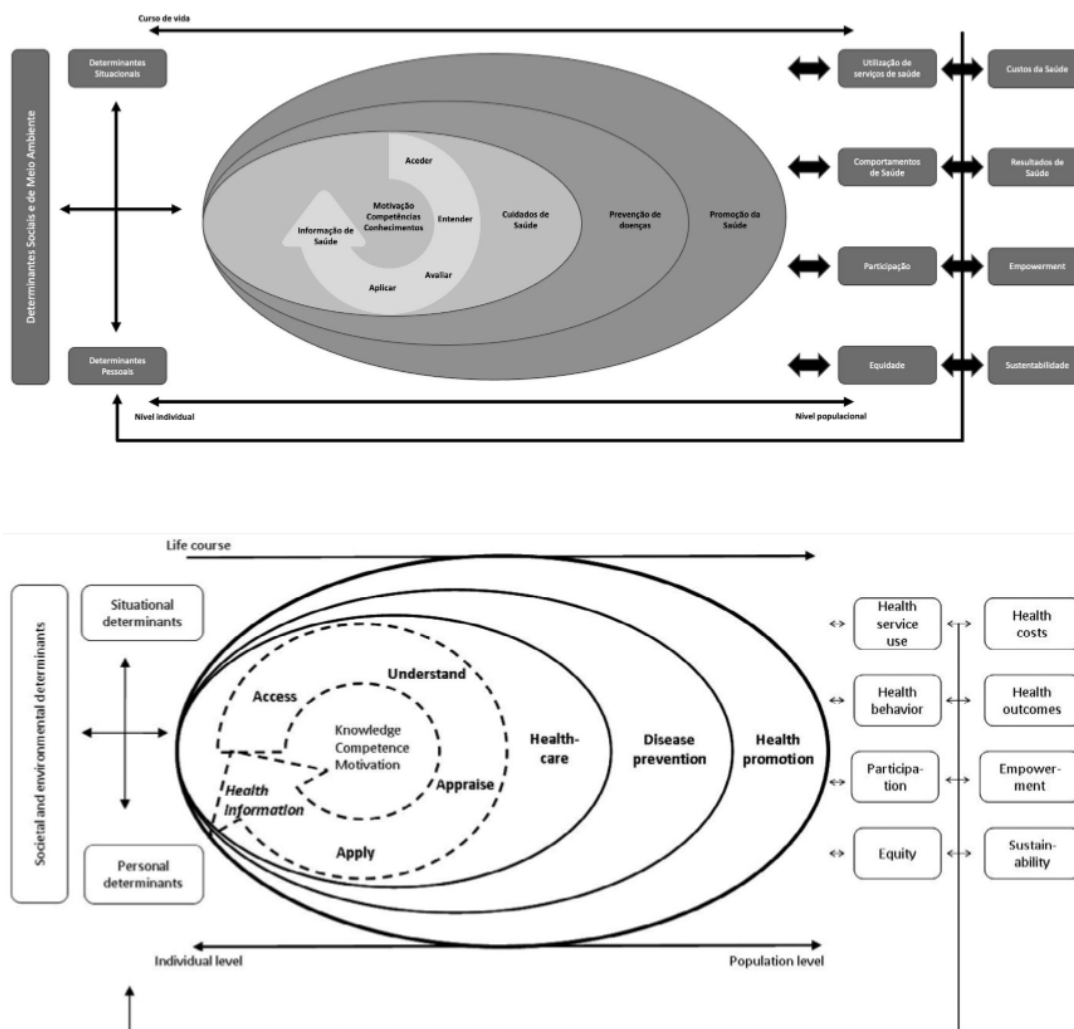 Curso de vida
Determinantes Sociais e de Meio Ambiente
Determinantes
Situacionais
Determinantes
Pessoais
Aceder
Entender
Avaliar
Aplicar
Informação de
Saúde
Motivação
Competências
Conhecimentos
Cuidados de
Saúde
Prevenção de
doenças
Promoção da
Saúde
Utilização de
serviços de saúde
Custos da Saúde
Comportamentos
de Saúde
Resultados de
Saúde
Participação
Empowerment
Equidade
Sustentabilidade
Nível individual
Nível populacional
Life course
Societal and environmental determinants
Situational
determinants
Personal
determinants
Access
Understand
Appraise
Apply
Health
Information
Knowledge
Competence
Motivation
Health-
care
Disease
prevention
Health
promotion
Health
service
use
Health
costs
Health
behavior
Health
outcomes
Participa-
tion
Empower-
ment
Equity
Sustain-
ability
Individual level
Population level